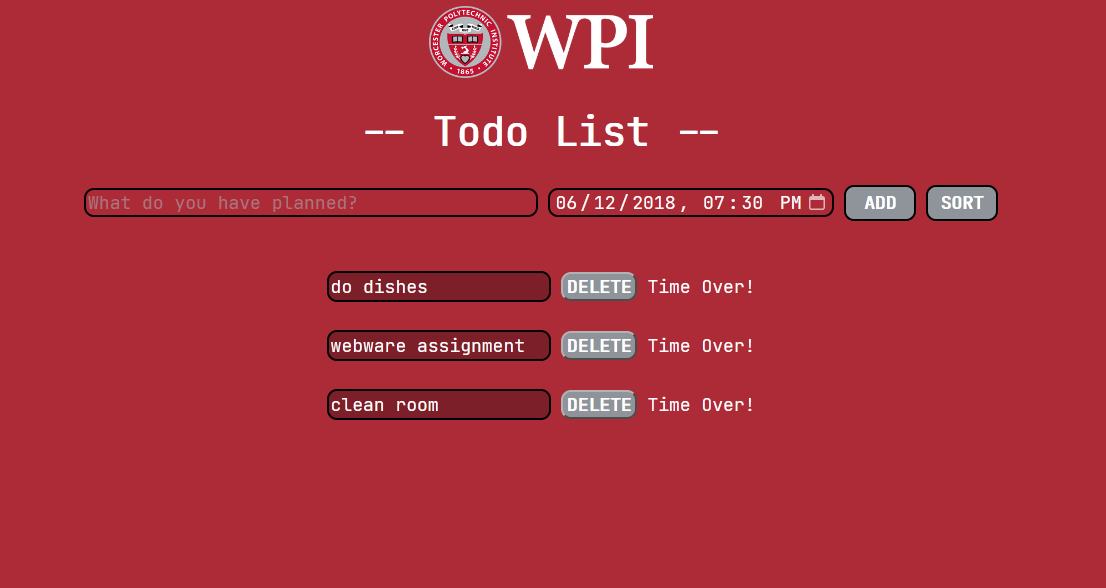 WORCESTER POLYTECHNIC INSTITUTE
· 1865 ·
WPI
-- Todo List --
What do you have planned? 06/12/2018, 07:30 PM ADD SORT
do dishes DELETE Time Over!
webware assignment DELETE Time Over!
clean room DELETE Time Over!